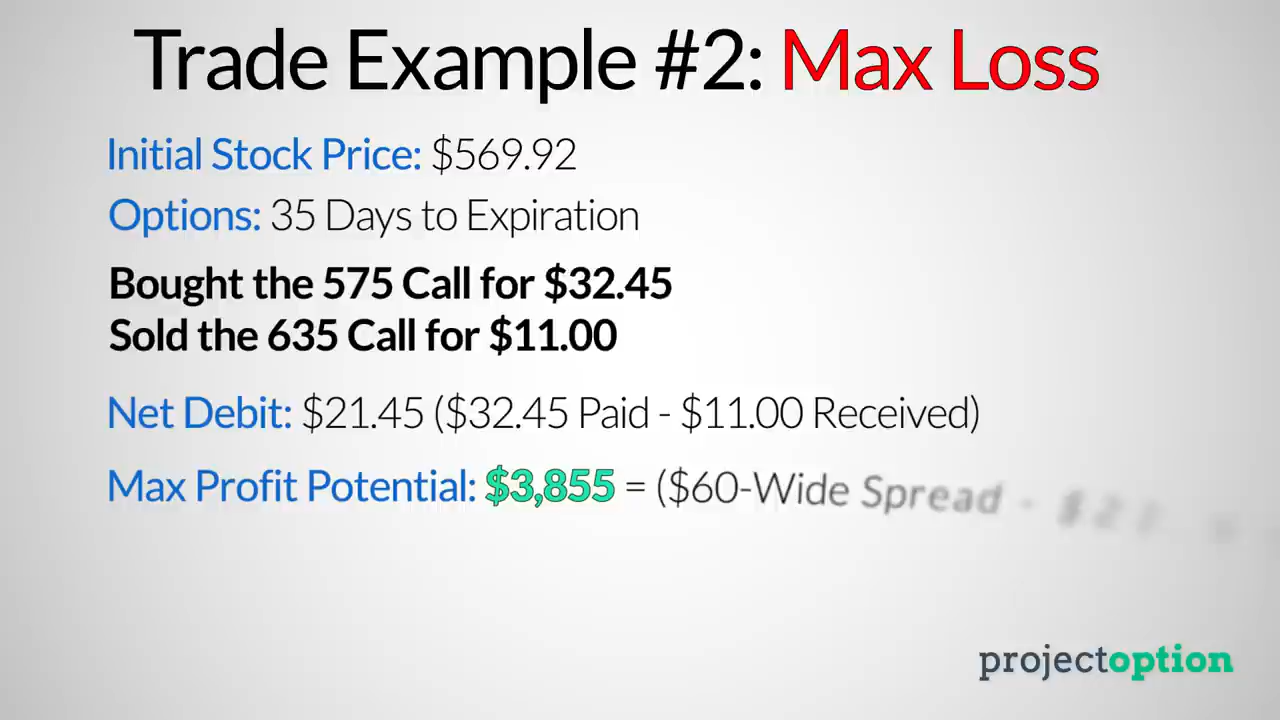 Trade Example #2: Max Loss
Initial Stock Price: $569.92
Options: 35 Days to Expiration
Bought the 575 Call for $32.45
Sold the 635 Call for $11.00
Net Debit: $21.45 ($32.45 Paid - $11.00 Received)
Max Profit Potential: $3,855 = ($60-Wide Spread -
projectoption